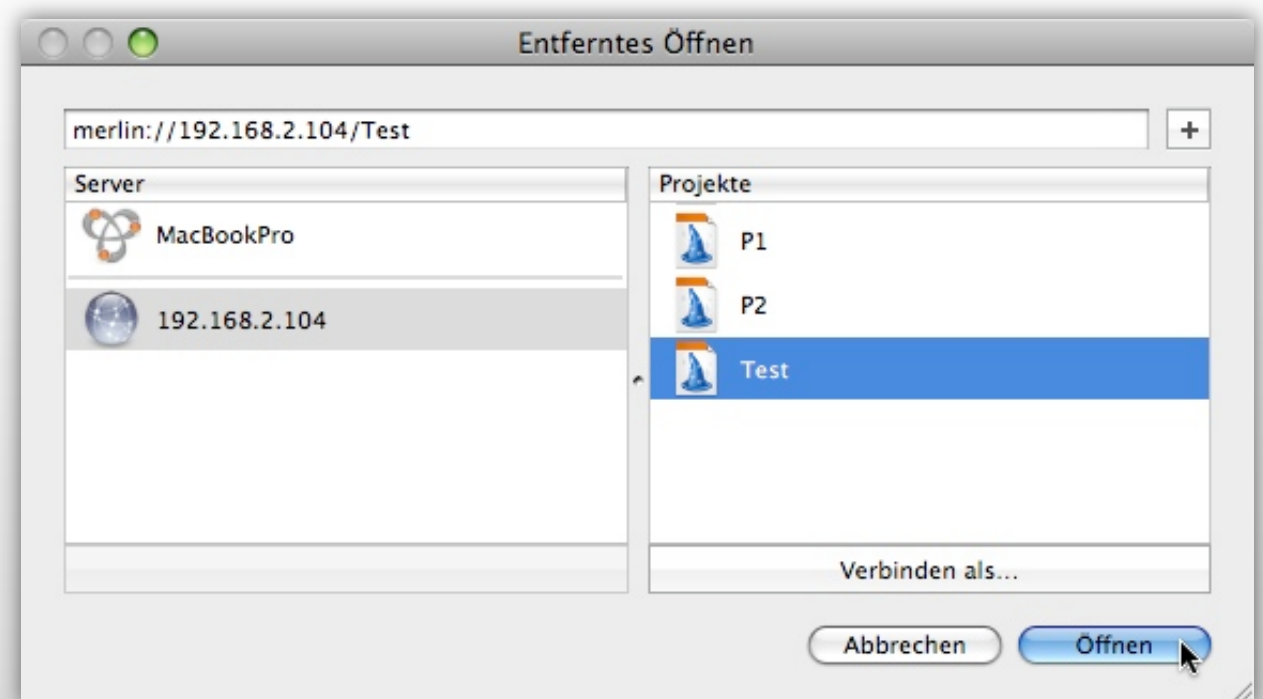 Entferntes Öffnen
merlin://192.168.2.104/Test
+
Server
MacBookPro
192.168.2.104
Projekte
P1
P2
Test
Verbinden als...
Abbrechen
Öffnen